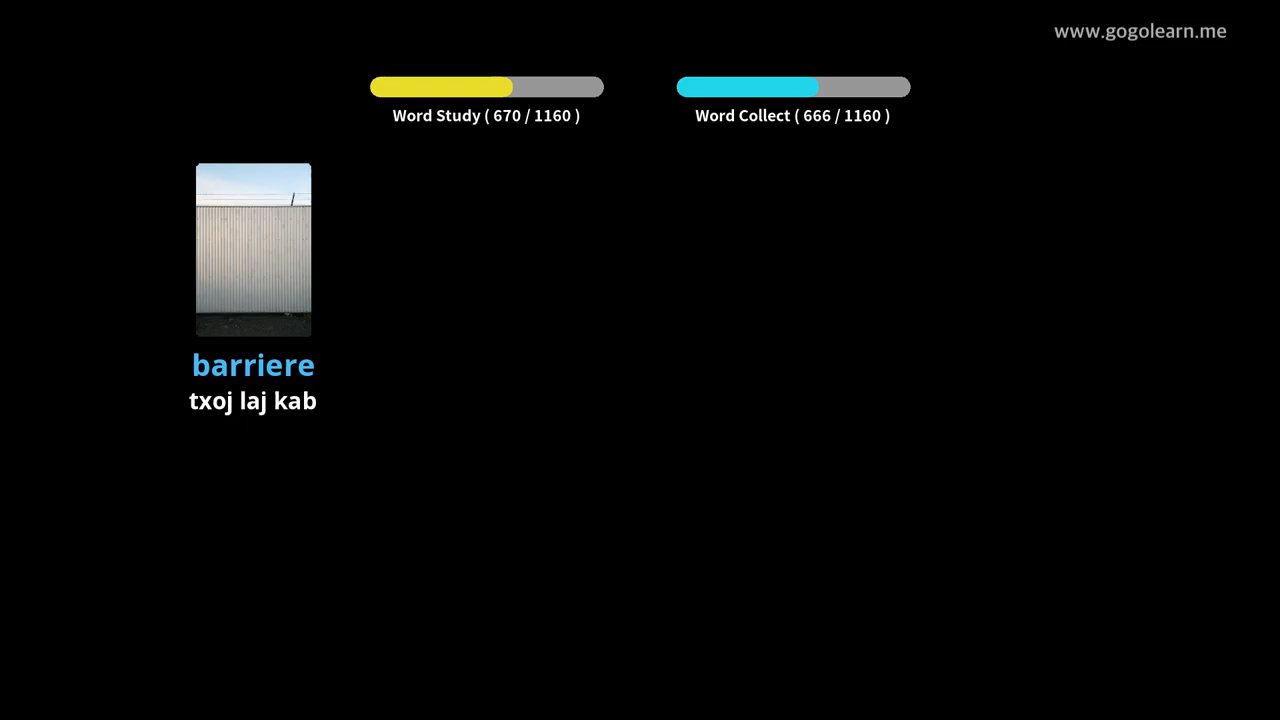 www.gogolearn.me
Word Study ( 670 / 1160 )
Word Collect ( 666 / 1160 )
barriere
txoj laj kab